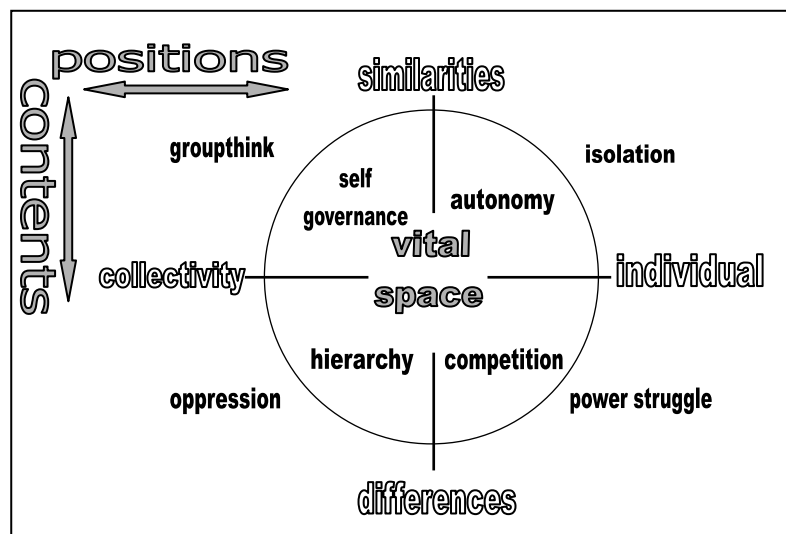 positions
contents
similarities
groupthink
isolation
self
governance
autonomy
vital
space
collectivity
individual
hierarchy
competition
oppression
power struggle
differences